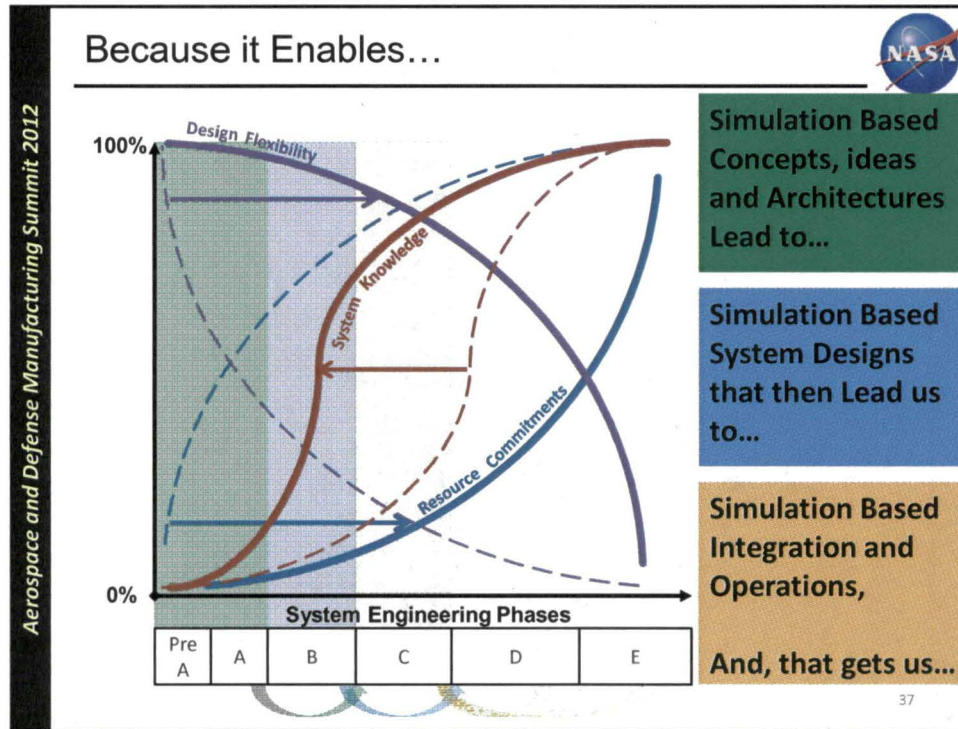 Because it Enables...
NASA
Aerospace and Defense Manufacturing Summit 2012
100%
Design Flexibility
System Knowledge
Resource Commitments
0%
System Engineering Phases
Pre
A
A
B
C
D
E
Simulation Based
Concepts, ideas
and Architectures
Lead to...
Simulation Based
System Designs
that then Lead us
to...
Simulation Based
Integration and
Operations,
And, that gets us...
37